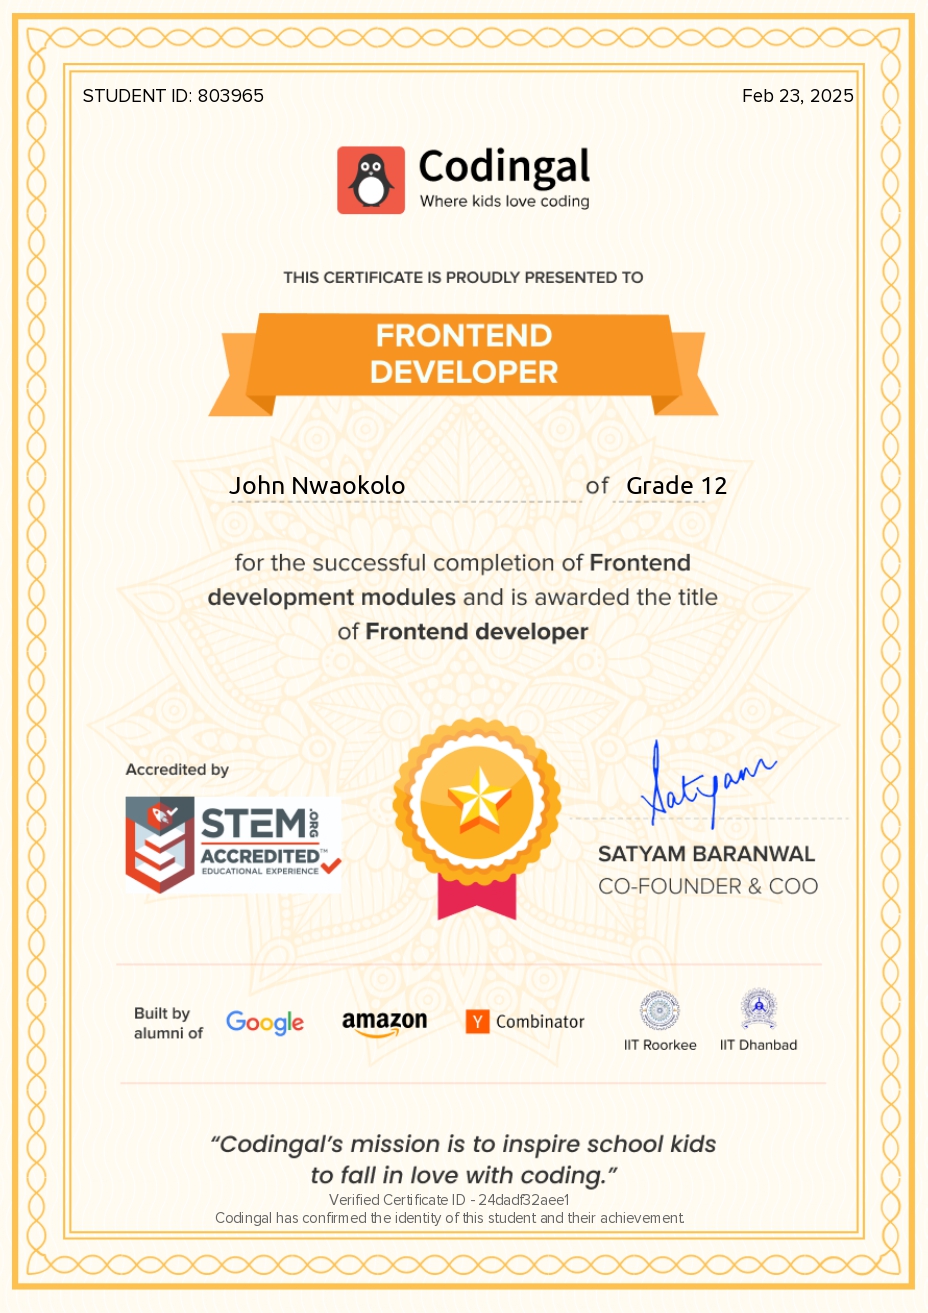 STUDENT ID: 803965
Feb 23, 2025
Codingal
Where kids love coding
THIS CERTIFICATE IS PROUDLY PRESENTED TO
FRONTEND
DEVELOPER
John Nwaokolo of Grade 12
for the successful completion of Frontend
development modules and is awarded the title
of Frontend developer
Accredited by
STEM.ORG
ACCREDITED™
EDUCATIONAL EXPERIENCE
Satyam
SATYAM BARANWAL
CO-FOUNDER & COO
Built by
alumni of
Google
amazon
Y Combinator
IIT Roorkee
IIT Dhanbad
“Codingal’s mission is to inspire school kids
to fall in love with coding.”
Verified Certificate ID - 24dadf32aee1
Codingal has confirmed the identity of this student and their achievement.